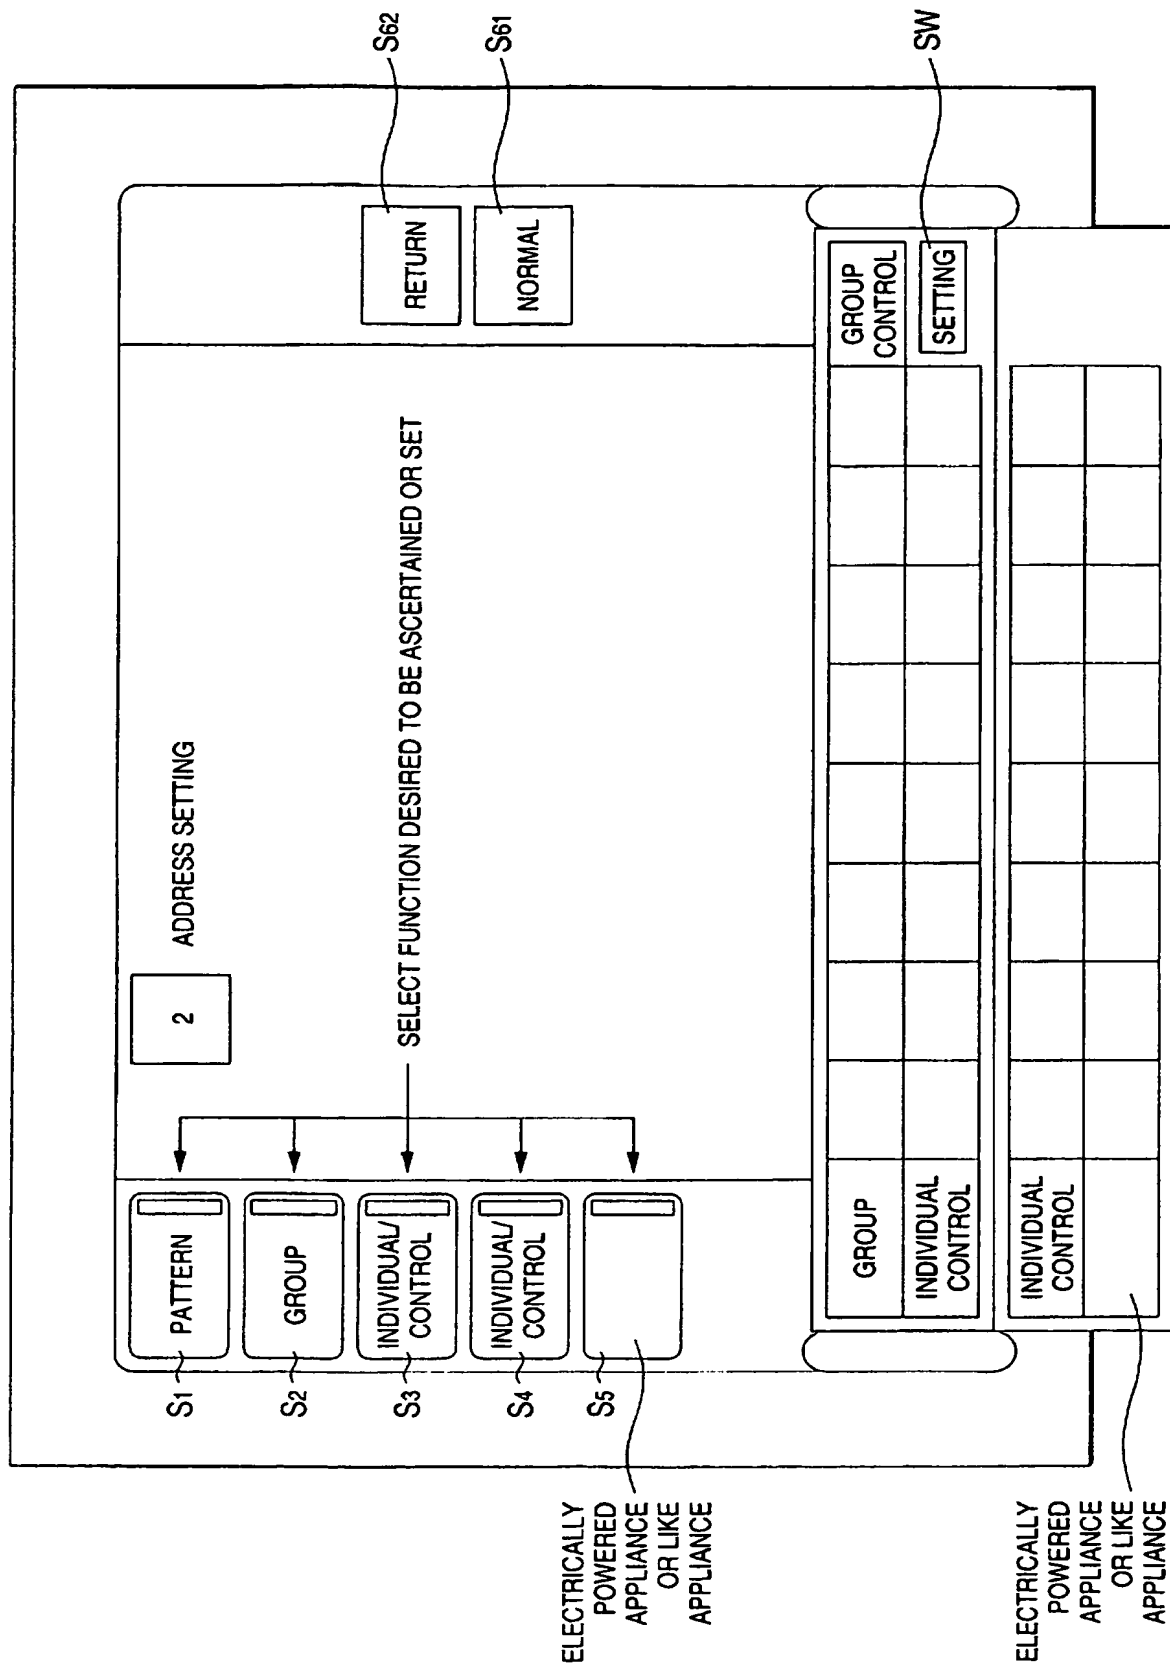 2
ADDRESS SETTING
S1
PATTERN
S2
GROUP
S3
INDIVIDUAL/
CONTROL
SELECT FUNCTION DESIRED TO BE ASCERTAINED OR SET
S4
INDIVIDUAL/
CONTROL
S5
ELECTRICALLY
POWERED
APPLIANCE
OR LIKE
APPLIANCE
RETURN
S62
NORMAL
S61
GROUP
GROUP
CONTROL
INDIVIDUAL
CONTROL
SETTING
SW
INDIVIDUAL
CONTROL
ELECTRICALLY
POWERED
APPLIANCE
OR LIKE
APPLIANCE